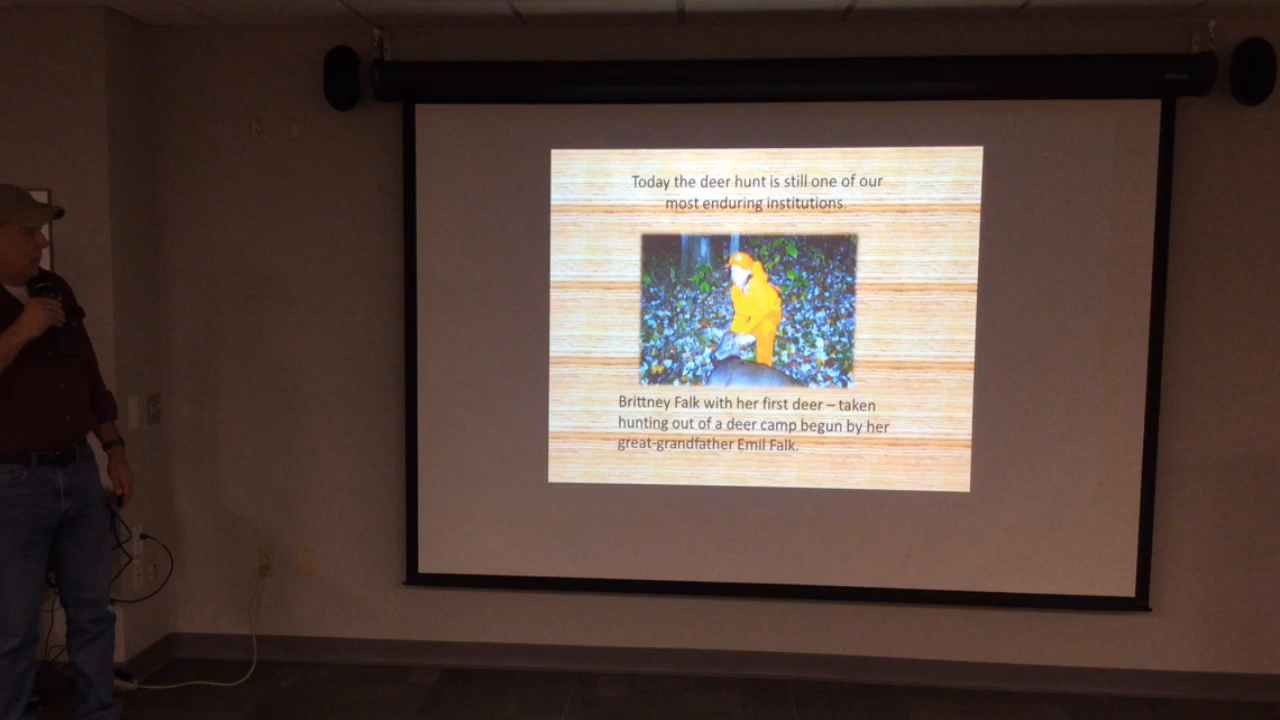 Today the deer hunt is still one of our
most enduring institutions.
Brittney Falk with her first deer – taken
hunting out of a deer camp begun by her
great-grandfather Emil Falk.